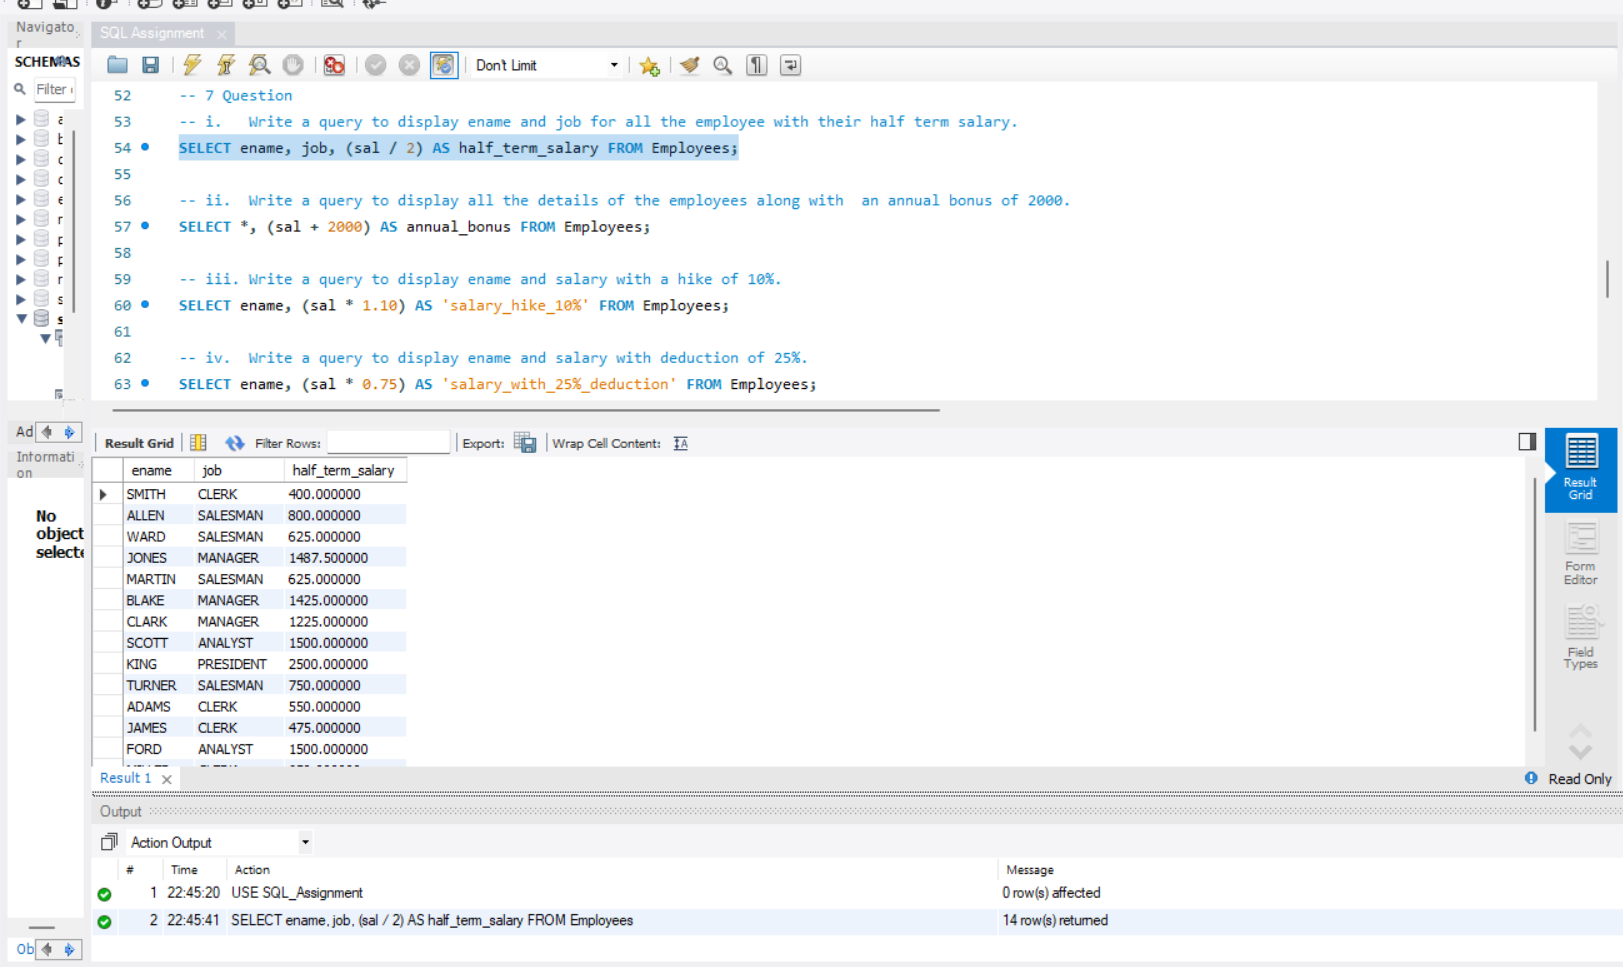 Navigato
r
SQL Assignment
SCHEMAS
Don't Limit
Filter
52 -- 7 Question
53 -- i. Write a query to display ename and job for all the employee with their half term salary.
54 SELECT ename, job, (sal / 2) AS half_term_salary FROM Employees;
55
56 -- ii. Write a query to display all the details of the employees along with an annual bonus of 2000.
57 SELECT *, (sal + 2000) AS annual_bonus FROM Employees;
58
59 -- iii. Write a query to display ename and salary with a hike of 10%.
60 SELECT ename, (sal * 1.10) AS 'salary_hike_10%' FROM Employees;
61
62 -- iv. Write a query to display ename and salary with deduction of 25%.
63 SELECT ename, (sal * 0.75) AS 'salary_with_25%_deduction' FROM Employees;
Ad
Informati
on
No
object
selecte
Result Grid Filter Rows: Export: Wrap Cell Content:
ename job half_term_salary
SMITH CLERK 400.000000
ALLEN SALESMAN 800.000000
WARD SALESMAN 625.000000
JONES MANAGER 1487.500000
MARTIN SALESMAN 625.000000
BLAKE MANAGER 1425.000000
CLARK MANAGER 1225.000000
SCOTT ANALYST 1500.000000
KING PRESIDENT 2500.000000
TURNER SALESMAN 750.000000
ADAMS CLERK 550.000000
JAMES CLERK 475.000000
FORD ANALYST 1500.000000
Result
Grid
Form
Editor
Field
Types
Result 1
Read Only
Output
Action Output
# Time Action Message
1 22:45:20 USE SQL_Assignment 0 row(s) affected
2 22:45:41 SELECT ename, job, (sal / 2) AS half_term_salary FROM Employees 14 row(s) returned
Ob